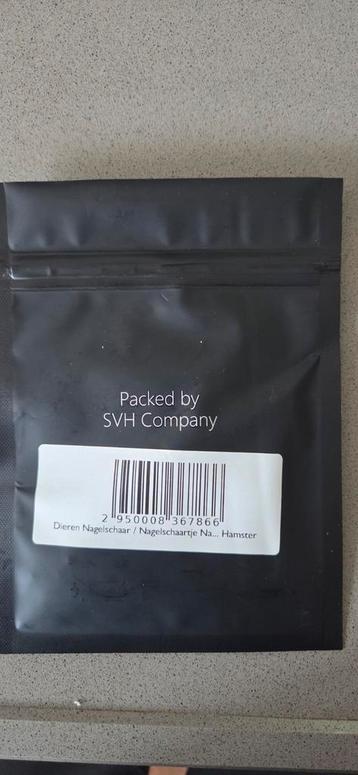 Packed by
SVH Company
2 950008 367866
Dieren Nagelschaar / Nagelschaartje Na... Hamster